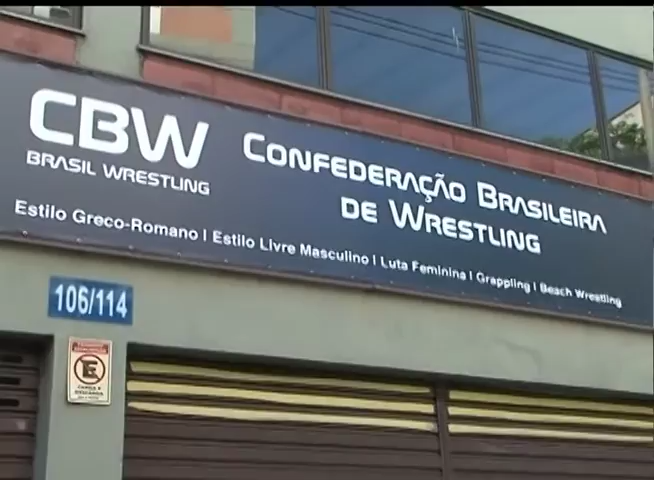 CBW
BRASIL WRESTLING
CONFEDERAÇÃO BRASILEIRA
DE WRESTLING
Estilo Greco-Romano | Estilo Livre Masculino | Luta Feminina | Grappling | Beach Wrestling
106/114
E